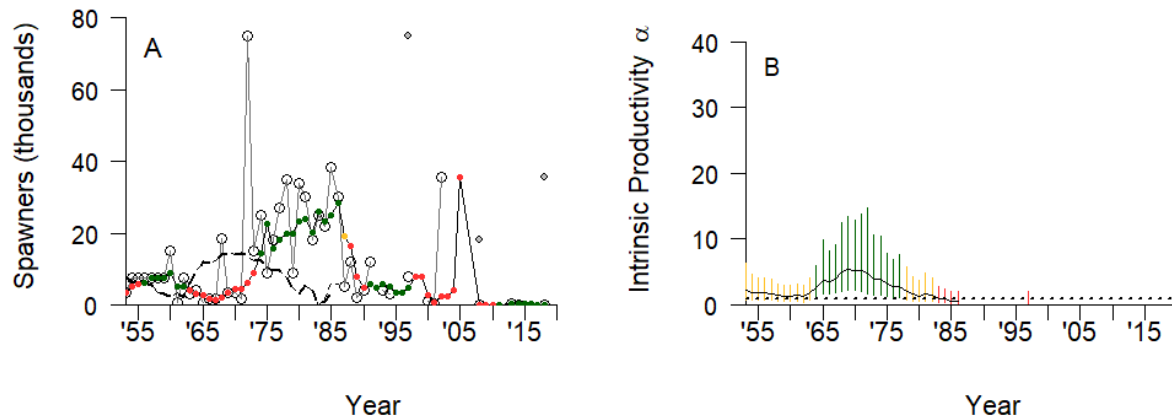 A
Spawners (thousands)
80
60
40
20
0
'55 '65 '75 '85 '95 '05 '15
Year
B
Intrinsic Productivity α
40
30
20
10
0
'55 '65 '75 '85 '95 '05 '15
Year